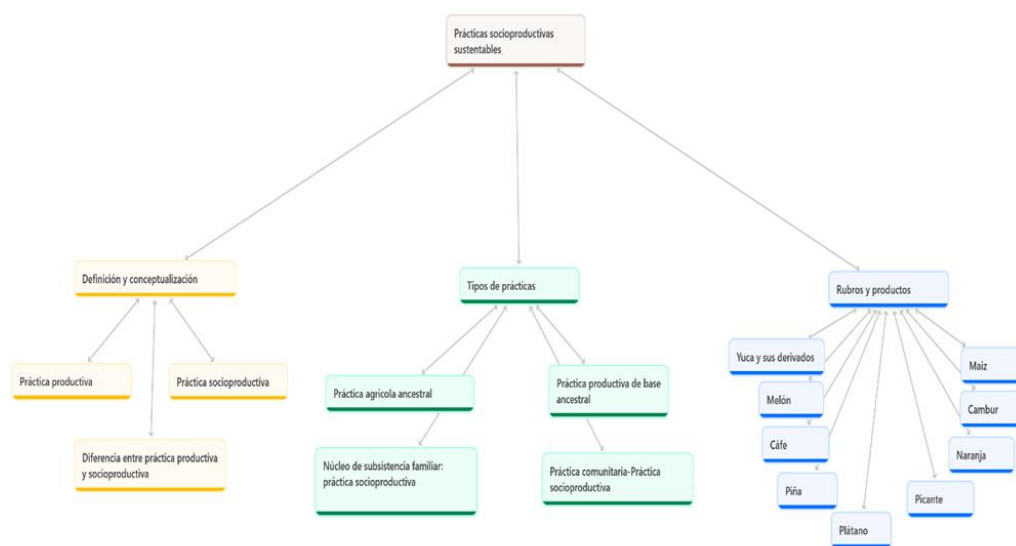 Prácticas socioproductivas
sustentables
Definición y conceptualización
Práctica productiva
Práctica socioproductiva
Diferencia entre práctica productiva
y socioproductiva
Tipos de prácticas
Práctica agrícola ancestral
Práctica productiva de base
ancestral
Núcleo de subsistencia familiar:
práctica socioproductiva
Práctica comunitaria-Práctica
socioproductiva
Rubros y productos
Yuca y sus derivados
Maiz
Melón
Cambur
Cáfe
Naranja
Piña
Picante
Plátano